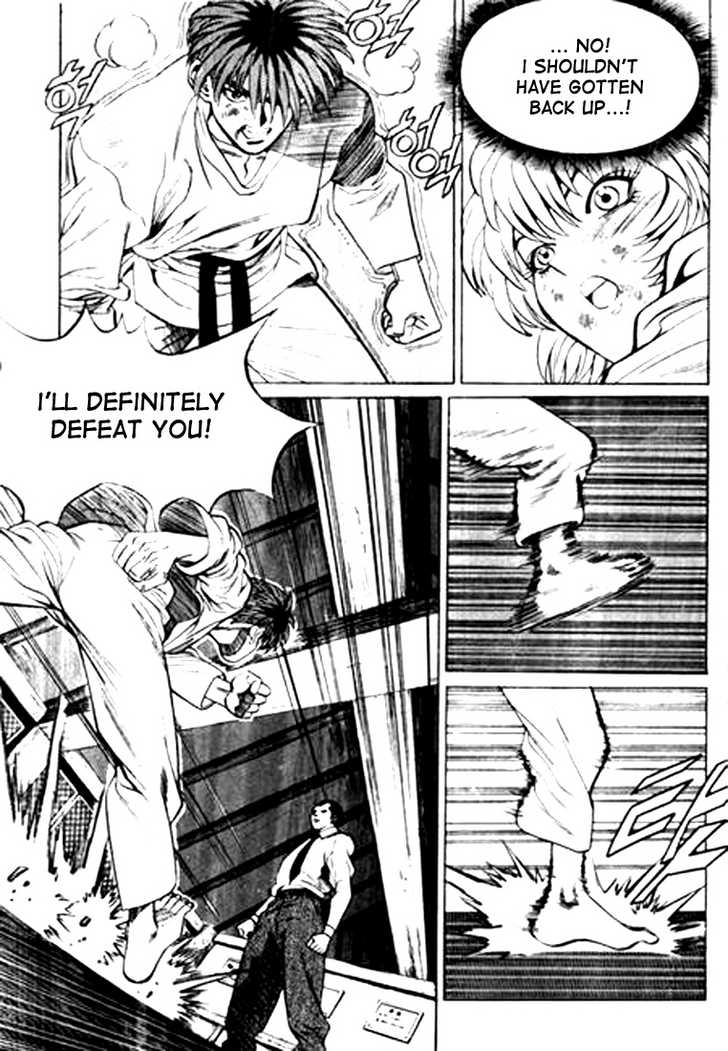 ... NO!
I SHOULDN'T
HAVE GOTTEN
BACK UP...!
I'LL DEFINITELY
DEFEAT YOU!